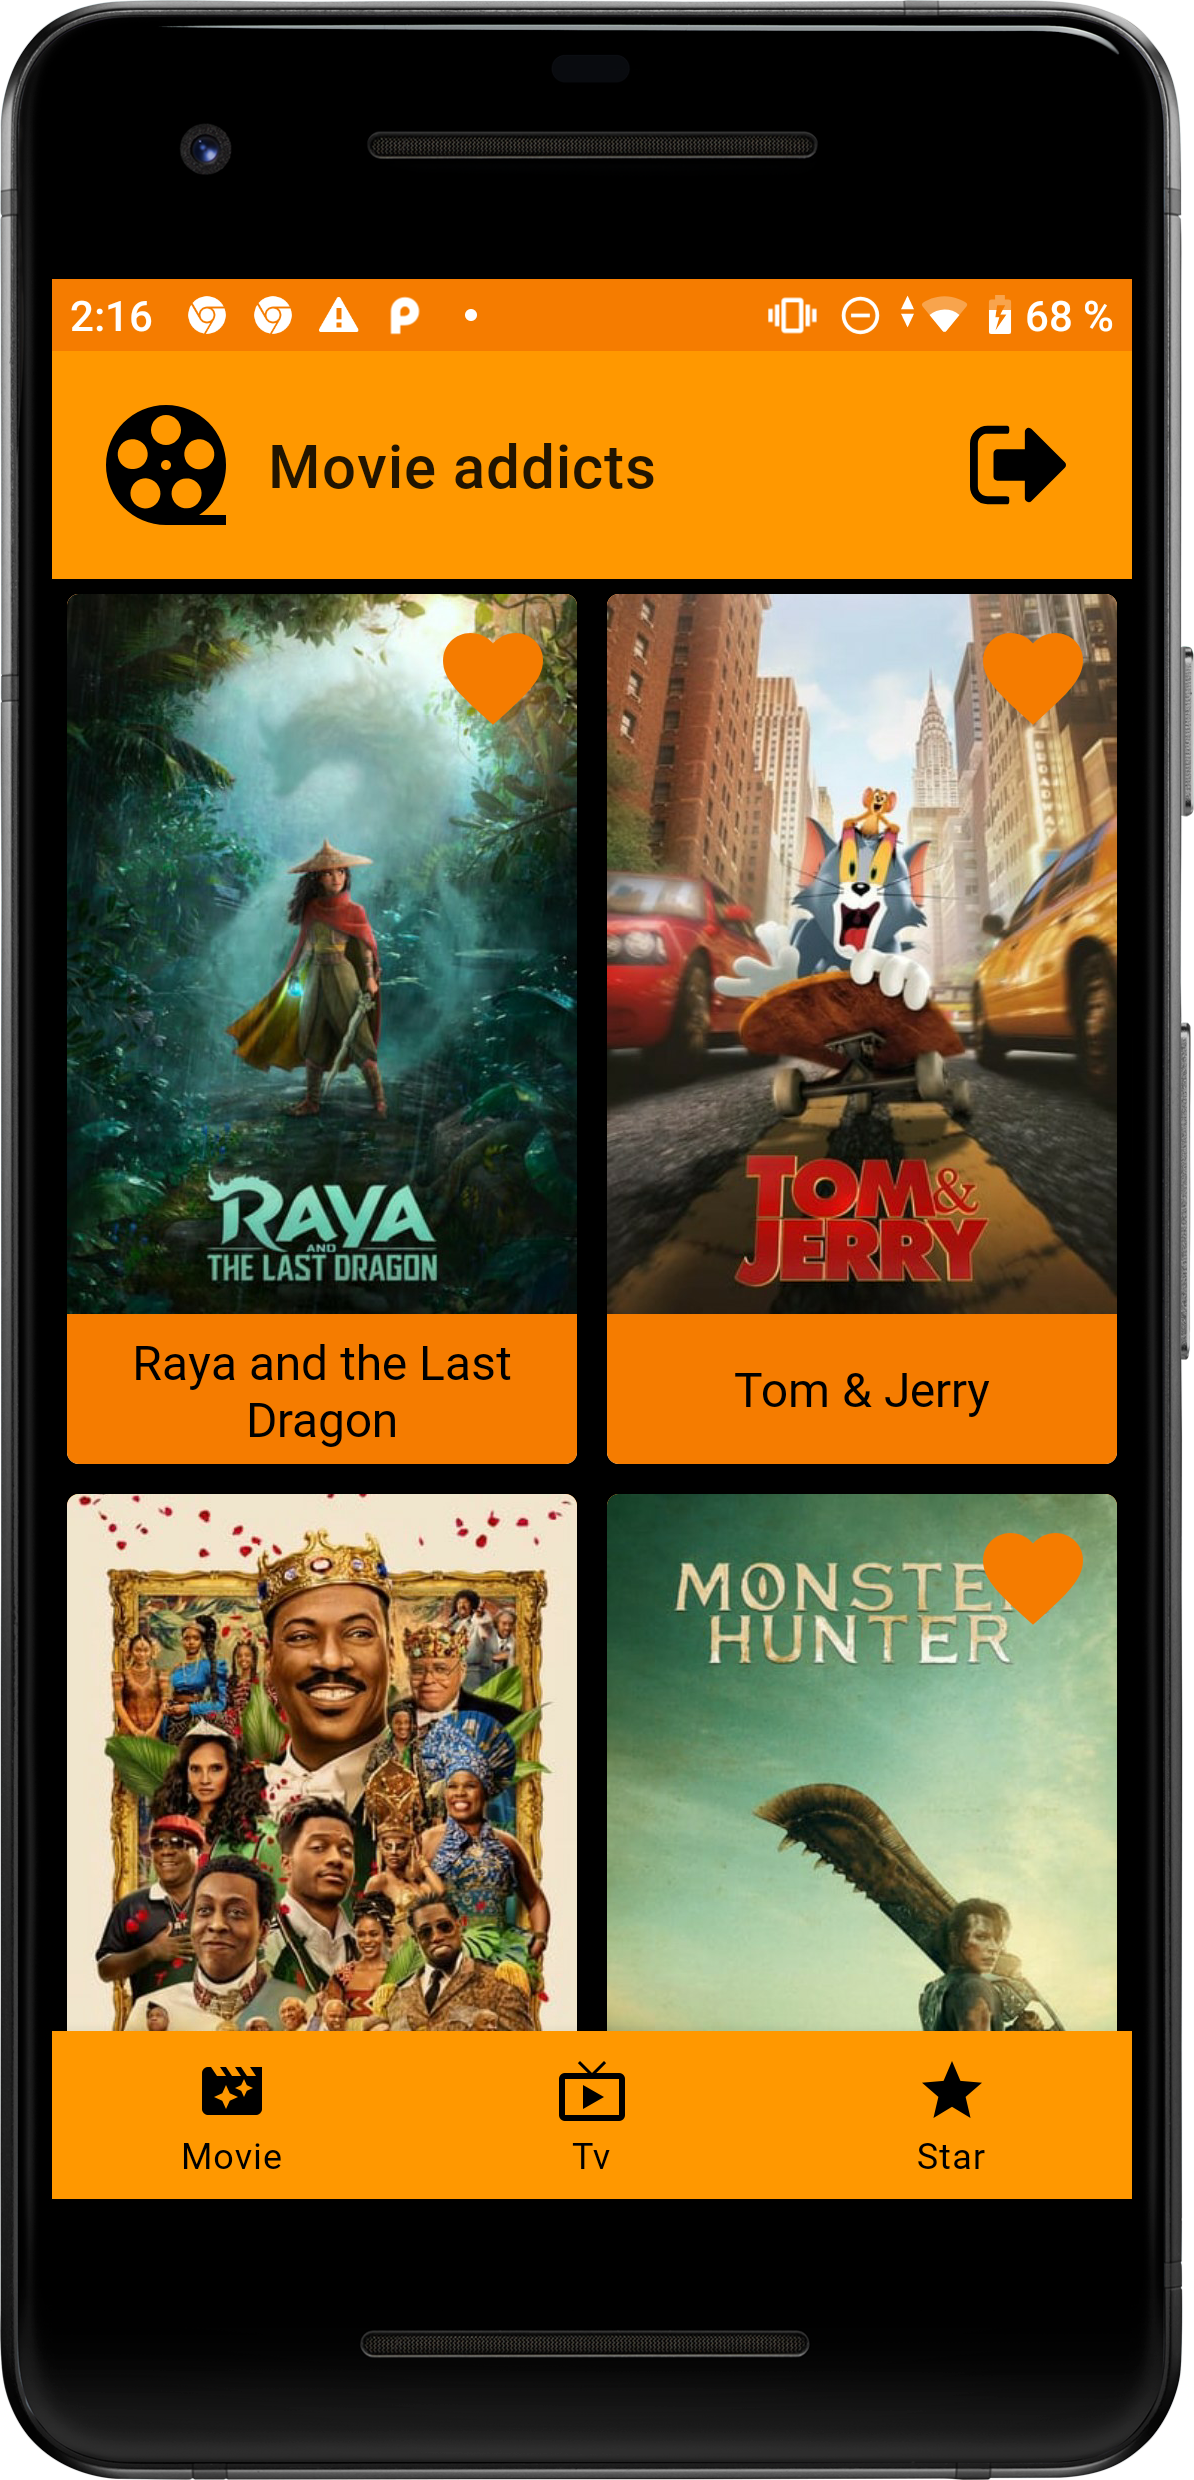 2:16
68 %
Movie addicts
RAYA
AND
THE LAST DRAGON
TOM &
JERRY
Raya and the Last
Dragon
Tom & Jerry
MONSTE
HUNTER
Movie
Tv
Star